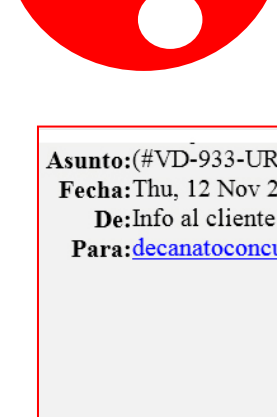 Asunto:(#VD-933-UR
Fecha:Thu, 12 Nov 2
De:Info al cliente
Para:decanatoconcu